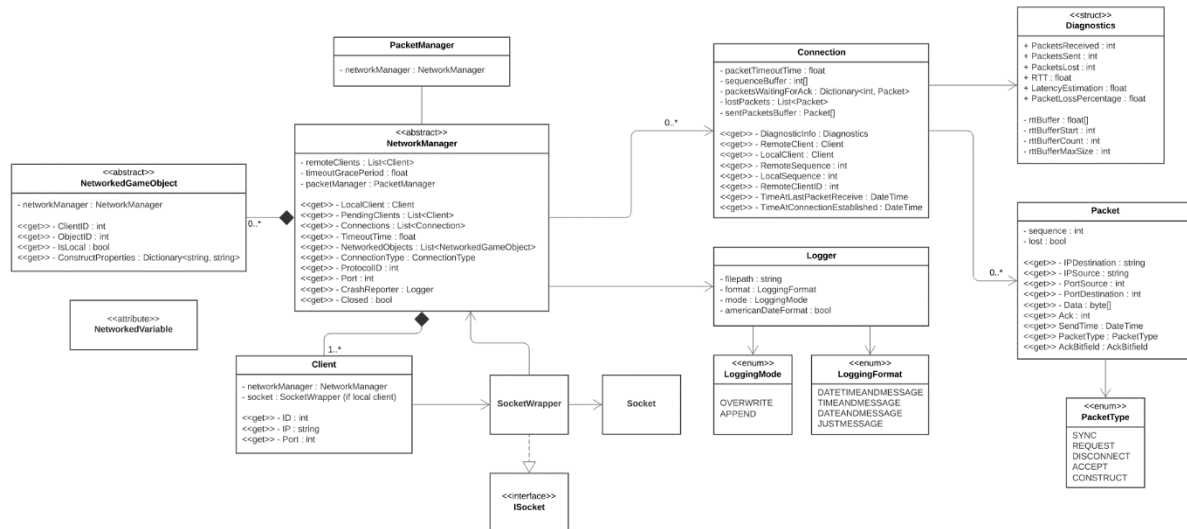 PacketManager
- networkManager : NetworkManager
<<abstract>>
NetworkManager
- remoteClients : List<Client>
- timeoutGracePeriod : float
- packetManager : PacketManager
<<get>> - LocalClient : Client
<<get>> - PendingClients : List<Client>
<<get>> - Connections : List<Connection>
<<get>> - TimeoutTime : float
<<get>> - NetworkedObjects : List<NetworkedGameObject>
<<get>> - ConnectionType : ConnectionType
<<get>> - ProtocolID : int
<<get>> - Port : int
<<get>> - CrashReporter : Logger
<<get>> - Closed : bool
<<abstract>>
NetworkedGameObject
- networkManager : NetworkManager
<<get>> - ClientID : int
<<get>> - ObjectID : int
<<get>> - IsLocal : bool
<<get>> - ConstructProperties : Dictionary<string, string>
0..*
<<attribute>>
NetworkedVariable
1..*
Client
- networkManager : NetworkManager
- socket : SocketWrapper (if local client)
<<get>> - ID : int
<<get>> - IP : string
<<get>> - Port : int
SocketWrapper
Socket
<<interface>>
ISocket
0..*
Connection
- packetTimeoutTime : float
- sequenceBuffer : int[]
- packetsWaitingForAck : Dictionary<int, Packet>
- lostPackets : List<Packet>
- sentPacketsBuffer : Packet[]
<<get>> - DiagnosticInfo : Diagnostics
<<get>> - RemoteClient : Client
<<get>> - LocalClient : Client
<<get>> - RemoteSequence : int
<<get>> - LocalSequence : int
<<get>> - RemoteClientID : int
<<get>> - TimeAtLastPacketReceive : DateTime
<<get>> - TimeAtConnectionEstablished : DateTime
Logger
- filepath : string
- format : LoggingFormat
- mode : LoggingMode
- americanDateFormat : bool
<<enum>>
LoggingMode
OVERWRITE
APPEND
<<enum>>
LoggingFormat
DATETIMEANDMESSAGE
TIMEANDMESSAGE
DATEANDMESSAGE
JUSTMESSAGE
<<struct>>
Diagnostics
+ PacketsReceived : int
+ PacketsSent : int
+ PacketsLost : int
+ RTT : float
+ LatencyEstimation : float
+ PacketLossPercentage : float
- rttBuffer : float[]
- rttBufferStart : int
- rttBufferCount : int
- rttBufferMaxSize : int
0..*
Packet
- sequence : int
- lost : bool
<<get>> - IPDestination : string
<<get>> - IPSource : string
<<get>> - PortSource : int
<<get>> - PortDestination : int
<<get>> - Data : byte[]
<<get>> Ack : int
<<get>> SendTime : DateTime
<<get>> PacketType : PacketType
<<get>> AckBitfield : AckBitfield
<<enum>>
PacketType
SYNC
REQUEST
DISCONNECT
ACCEPT
CONSTRUCT